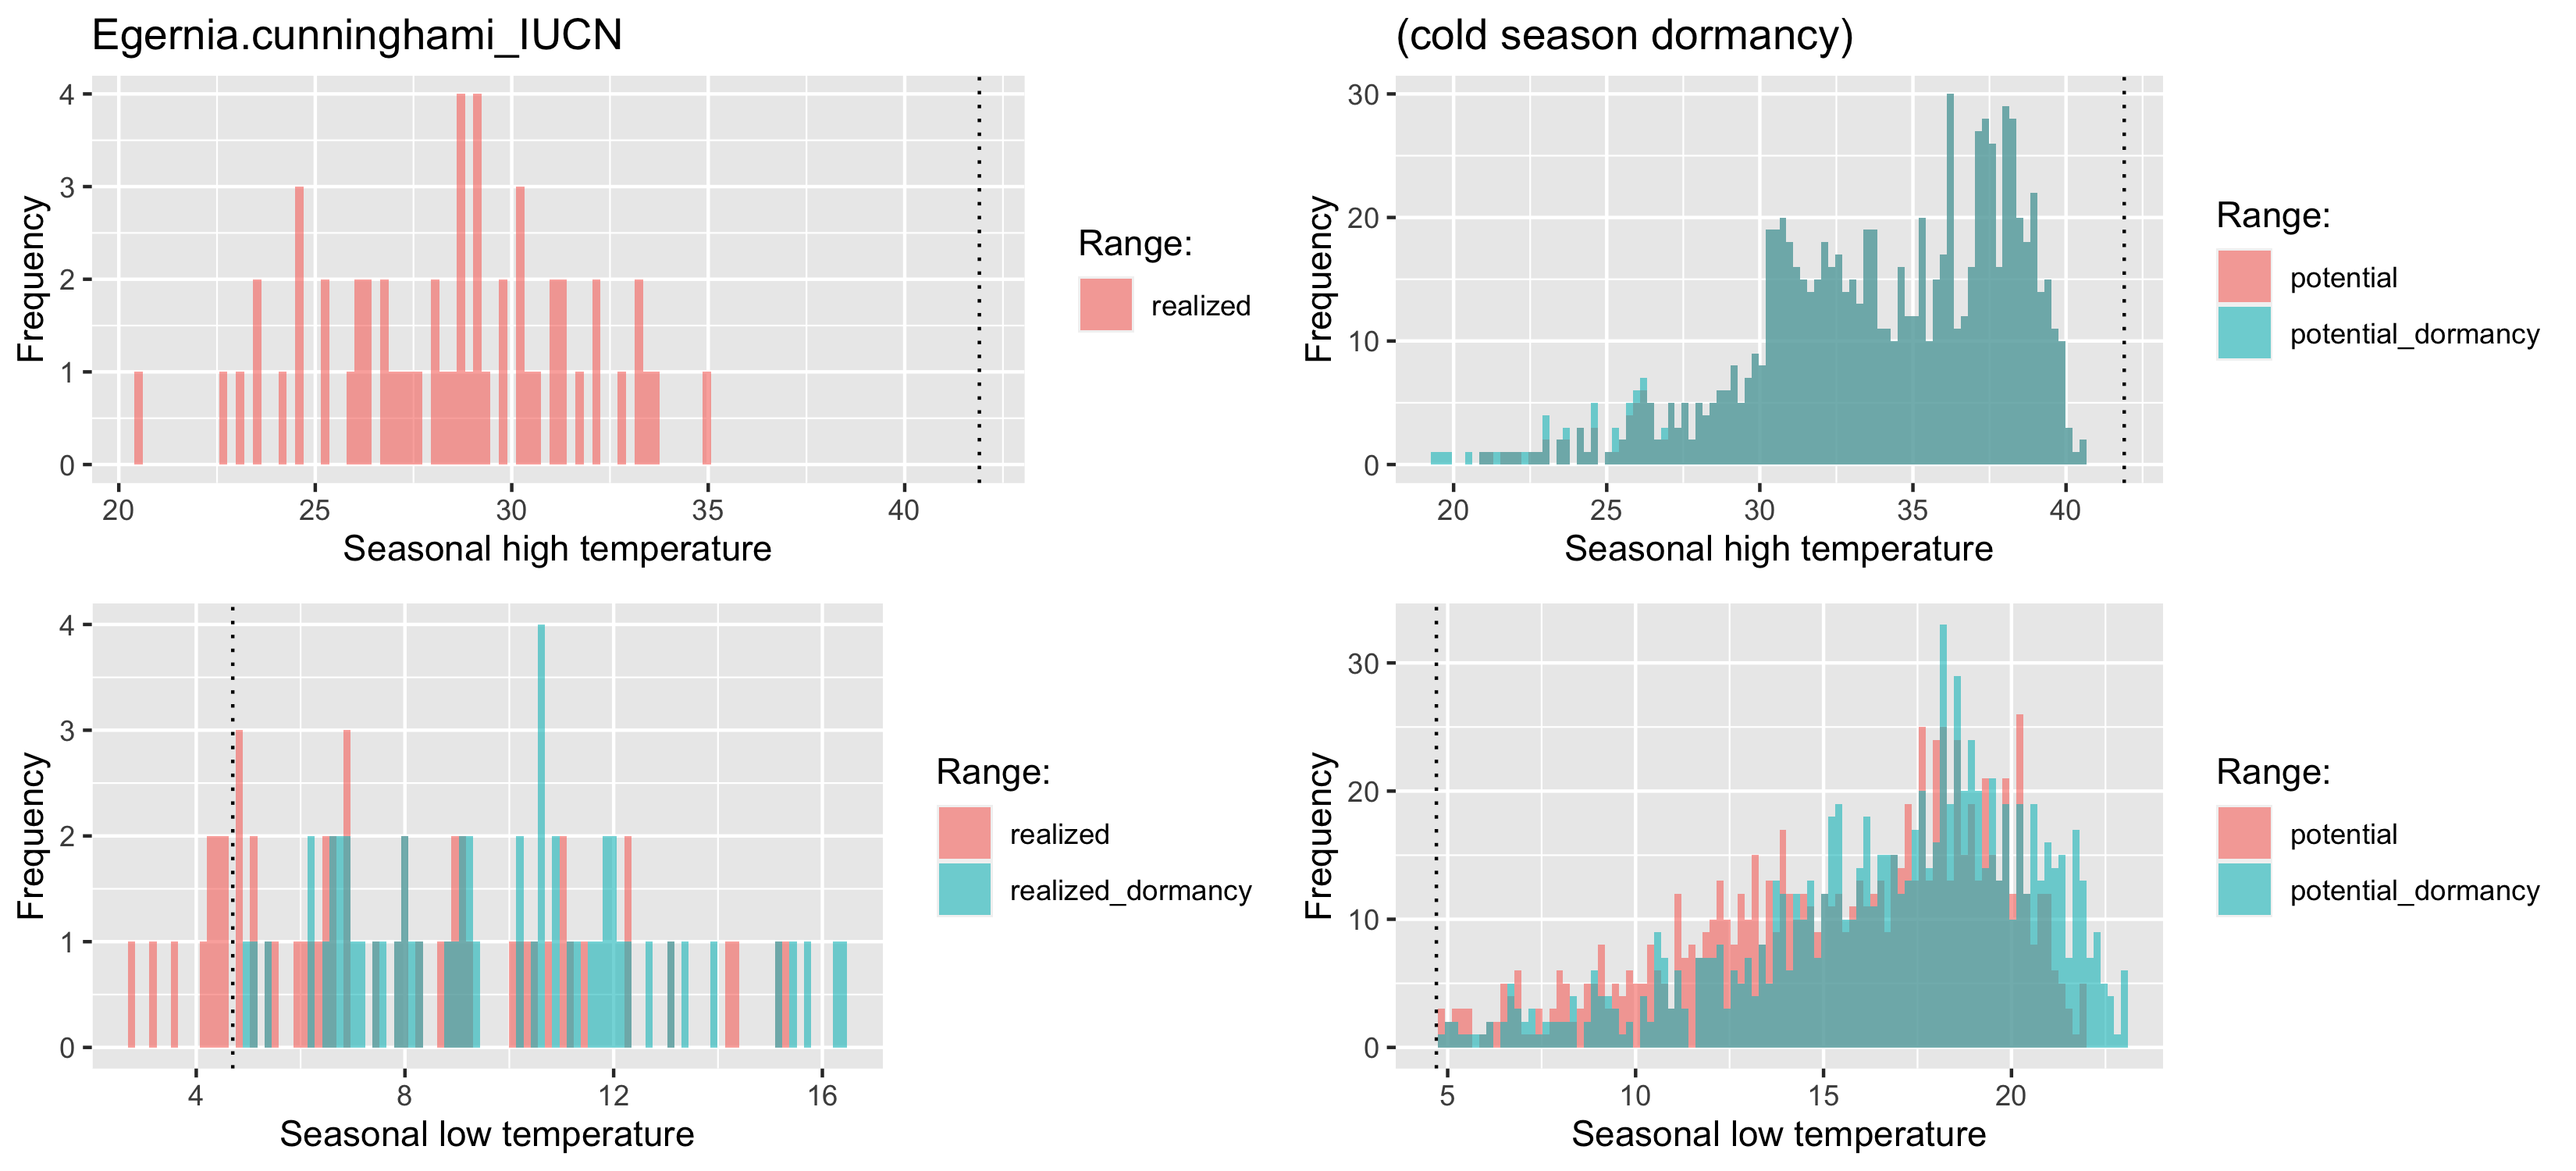 Egernia.cunninghami_IUCN
4
3
2
1
0
Frequency
20 25 30 35 40
Seasonal high temperature
Range:
realized
(cold season dormancy)
30
20
10
0
Frequency
20 25 30 35 40
Seasonal high temperature
Range:
potential
potential_dormancy
4
3
2
1
0
Frequency
4 8 12 16
Seasonal low temperature
Range:
realized
realized_dormancy
30
20
10
0
Frequency
5 10 15 20
Seasonal low temperature
Range:
potential
potential_dormancy